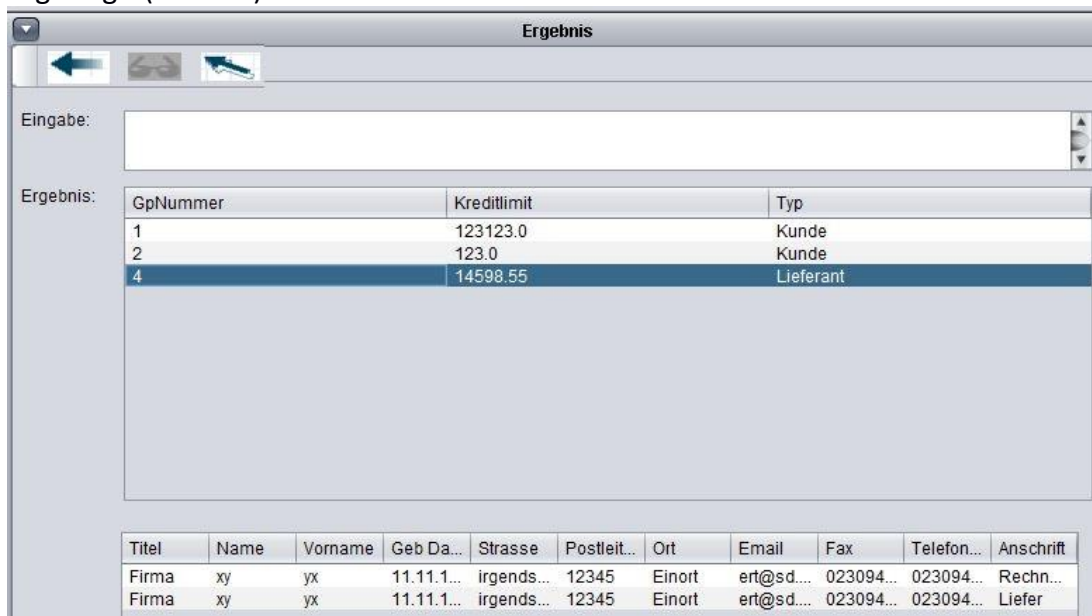 Ergebnis
Eingabe:
Ergebnis:
GpNummer Kreditlimit Typ
1 123123.0 Kunde
2 123.0 Kunde
4 14598.55 Lieferant
Titel Name Vorname Geb Da... Strasse Postleit... Ort Email Fax Telefon... Anschrift
Firma xy yx 11.11.1... irgends... 12345 Einort ert@sd.... 023094... 023094... Rechn...
Firma xy yx 11.11.1... irgends... 12345 Einort ert@sd.... 023094... 023094... Liefer